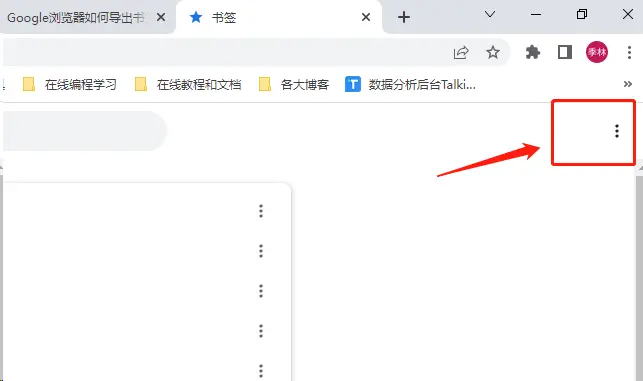 Google浏览器如何导出书
书签
在线编程学习
在线教程和文档
各大博客
T 数据分析后台Talki...
季林